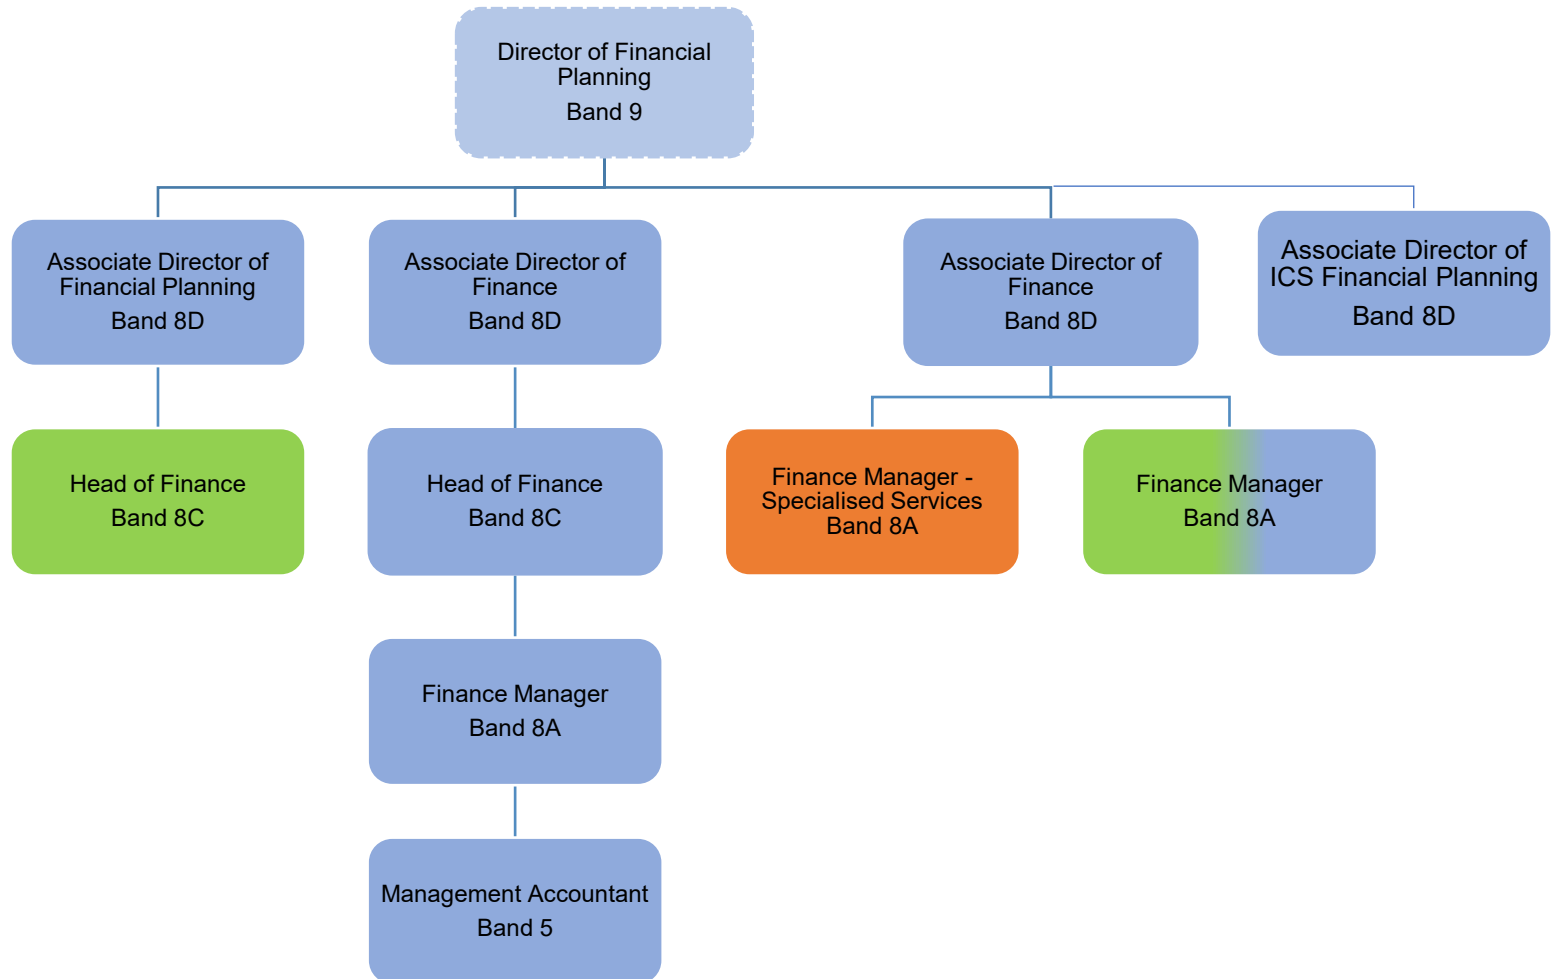 Director of Financial
Planning
Band 9
Associate Director of
Financial Planning
Band 8D
Associate Director of
Finance
Band 8D
Associate Director of
Finance
Band 8D
Associate Director of
ICS Financial Planning
Band 8D
Head of Finance
Band 8C
Head of Finance
Band 8C
Finance Manager -
Specialised Services
Band 8A
Finance Manager
Band 8A
Finance Manager
Band 8A
Management Accountant
Band 5